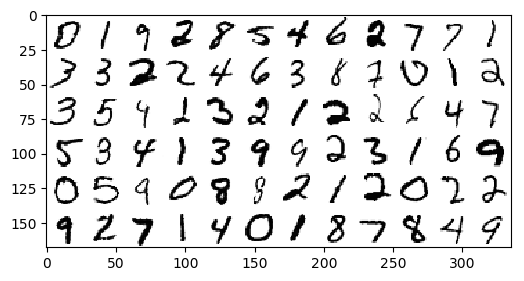 0
0 1 9 2 8 5 4 6 2 7 7 1
25
3 3 2 2 4 6 3 8 7 0 1 2
50
3 5 9 1 3 2 1 2 2 6 4 7
75
5 3 4 1 3 9 9 2 3 1 6 9
100
0 5 9 0 8 8 2 1 2 0 2 2
125
9 2 7 1 4 0 1 8 7 8 4 9
150
0 50 100 150 200 250 300